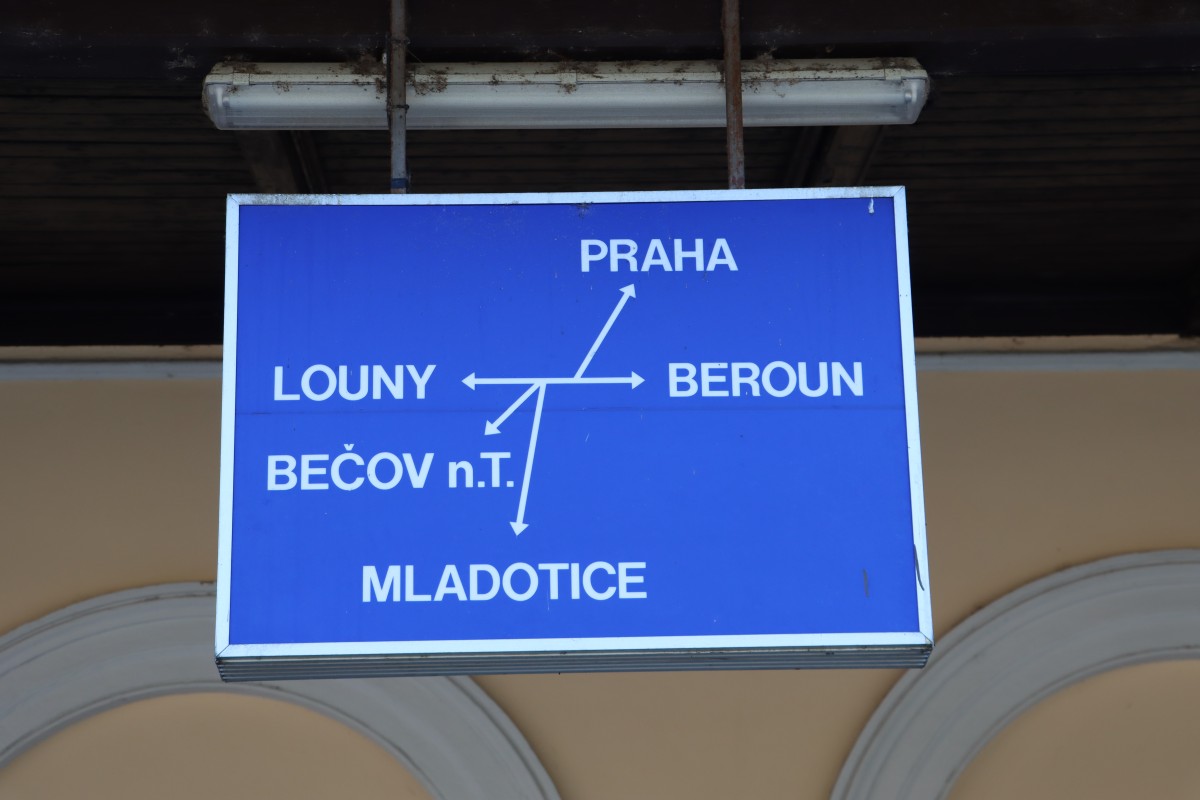 PRAHA
LOUNY
BEROUN
BEČOV n.T.
MLADOTICE